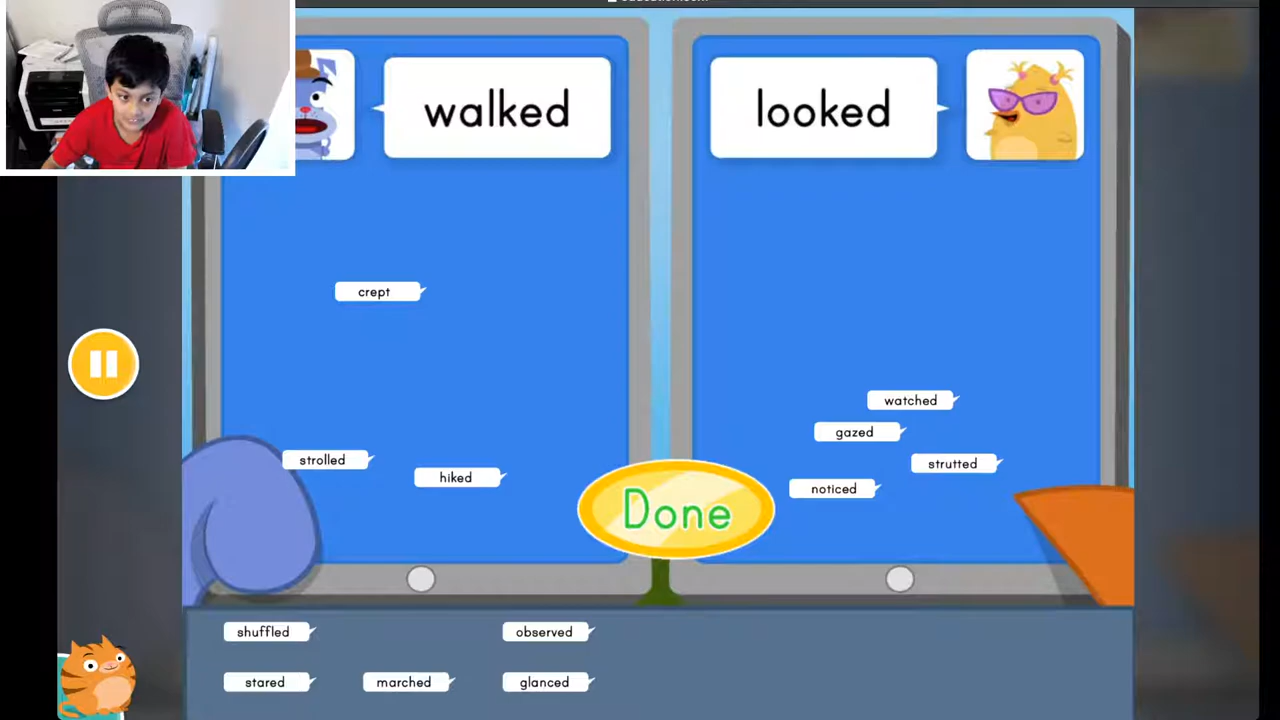 walked
looked
crept
watched
gazed
strolled
strutted
hiked
noticed
Done
shuffled
observed
stared
marched
glanced